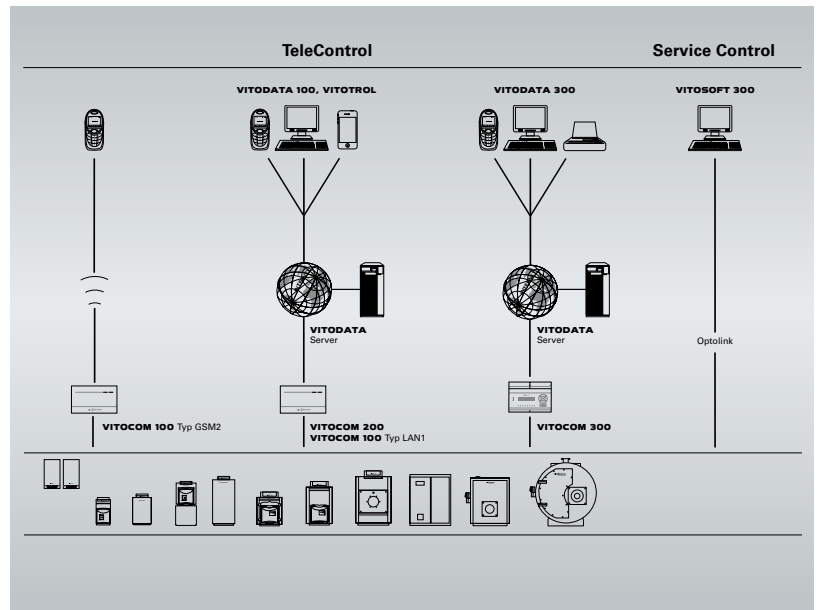 TeleControl
Service Control
VITODATA 100, VITOTROL
VITODATA 300
VITOSOFT 300
VITODATA
Server
VITODATA
Server
Optolink
VITOCOM 100 Typ GSM2
VITOCOM 200
VITOCOM 100 Typ LAN1
VITOCOM 300